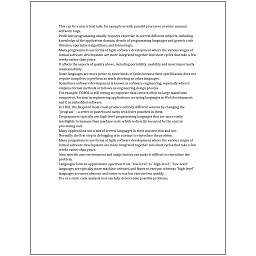 This can be a non-trivial task, for example as with parallel processes or some unusual
software bugs.
Proficient programming usually requires expertise in several different subjects, including
knowledge of the application domain, details of programming languages and generic code
libraries, specialized algorithms, and formal logic.
Many programmers use forms of Agile software development where the various stages of
formal software development are more integrated together into short cycles that take a few
weeks rather than years.
It affects the aspects of quality above, including portability, usability and most importantly
maintainability.
Some languages are more prone to some kinds of faults because their specification does not
require compilers to perform as much checking as other languages.
Sometimes software development is known as software engineering, especially when it
employs formal methods or follows an engineering design process.
For example, COBOL is still strong in corporate data centers often on large mainframe
computers, Fortran in engineering applications, scripting languages in Web development,
and C in embedded software.
In 1801, the Jacquard loom could produce entirely different weaves by changing the
"program" – a series of pasteboard cards with holes punched in them.
Programmers typically use high-level programming languages that are more easily
intelligible to humans than machine code, which is directly executed by the central
processing unit.
Many applications use a mix of several languages in their construction and use.
Normally the first step in debugging is to attempt to reproduce the problem.
Many programmers use forms of Agile software development where the various stages of
formal software development are more integrated together into short cycles that take a few
weeks rather than years.
Also, specific user environment and usage history can make it difficult to reproduce the
problem.
Languages form an approximate spectrum from "low-level" to "high-level"; "low-level"
languages are typically more machine-oriented and faster to execute, whereas "high-level"
languages are more abstract and easier to use but execute less quickly.
Use of a static code analysis tool can help detect some possible problems.